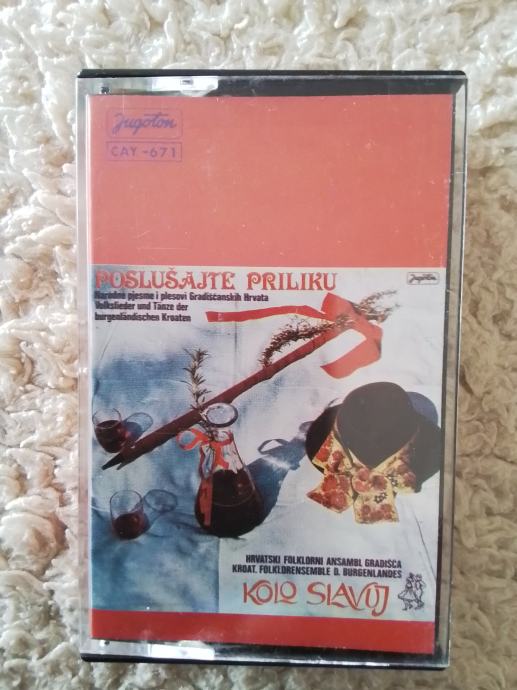 Jugoton
CAY-671
POSLUŠAJTE PRILIKU
Narodne pjesme i plesovi Gradišćanskih Hrvata
Volkslieder und Tänze der
burgenländischen Kroaten
Jugoton
HRVATSKI FOLKLORNI ANSAMBL GRADIŠĆA
KROAT. FOLKLORENSEMBLE D. BURGENLANDES
KOLO SLAVUJ